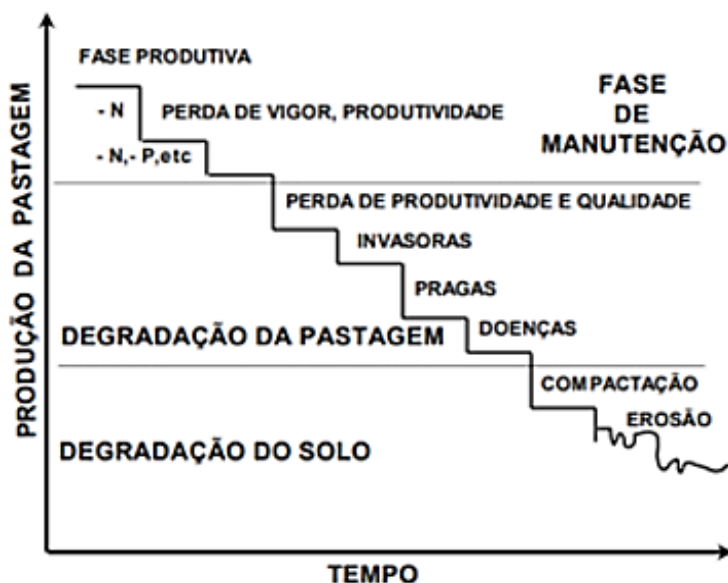 FASE PRODUTIVA
- N
PERDA DE VIGOR, PRODUTIVIDADE
FASE
DE
MANUTENÇÃO
- N,- P,etc
PERDA DE PRODUTIVIDADE E QUALIDADE
INVASORAS
PRAGAS
DEGRADAÇÃO DA PASTAGEM
DOENÇAS
COMPACTAÇÃO
EROSÃO
DEGRADAÇÃO DO SOLO
PRODUÇÃO DA PASTAGEM
TEMPO